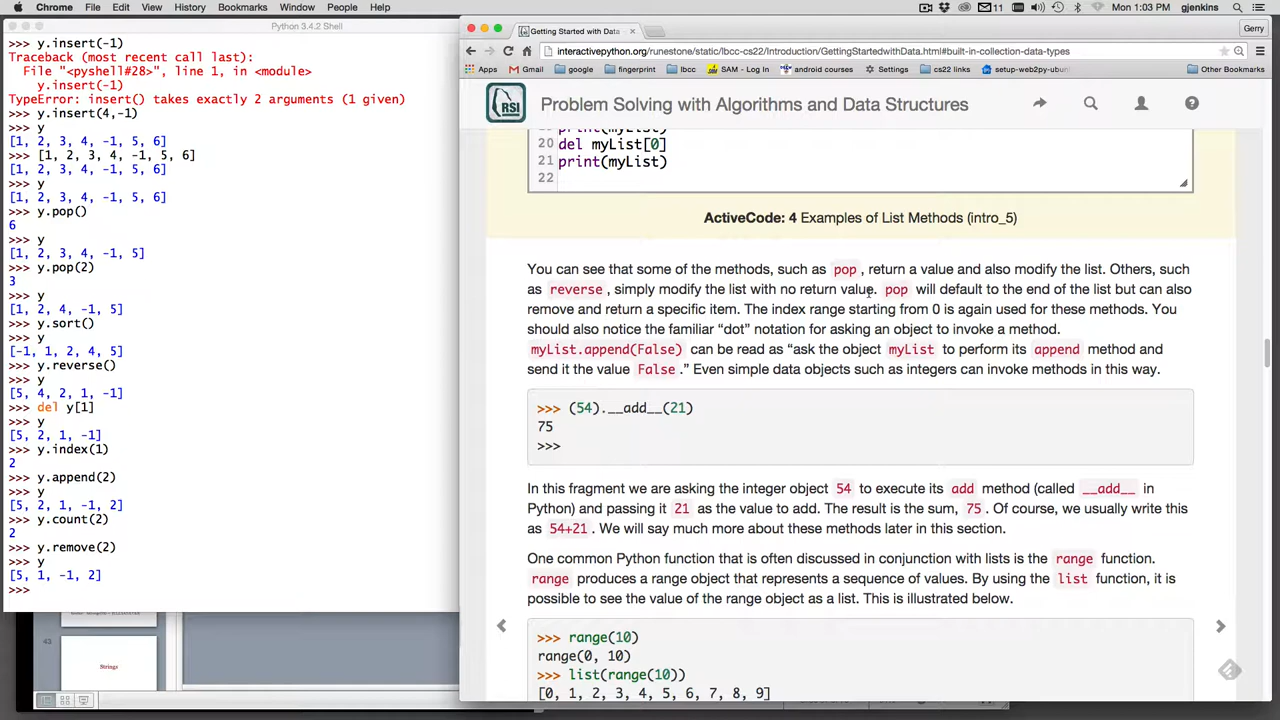 Chrome File Edit View History Bookmarks Window People Help
11 Mon 1:03 PM gjenkins
Python 3.4.2 Shell
>>> y.insert(-1)
Traceback (most recent call last):
File "<pyshell#28>", line 1, in <module>
y.insert(-1)
TypeError: insert() takes exactly 2 arguments (1 given)
>>> y.insert(4,-1)
>>> y
[1, 2, 3, 4, -1, 5, 6]
>>> [1, 2, 3, 4, -1, 5, 6]
[1, 2, 3, 4, -1, 5, 6]
>>> y
[1, 2, 3, 4, -1, 5, 6]
>>> y.pop()
6
>>> y
[1, 2, 3, 4, -1, 5]
>>> y.pop(2)
3
>>> y
[1, 2, 4, -1, 5]
>>> y.sort()
>>> y
[-1, 1, 2, 4, 5]
>>> y.reverse()
>>> y
[5, 4, 2, 1, -1]
>>> del y[1]
>>> y
[5, 2, 1, -1]
>>> y.index(1)
2
>>> y.append(2)
>>> y
[5, 2, 1, -1, 2]
>>> y.count(2)
2
>>> y.remove(2)
>>> y
[5, 1, -1, 2]
>>>
43
Strings
Getting Started with Data
Gerry
interactivepython.org/runestone/static/lbcc-cs22/Introduction/GettingStartedwithData.html#built-in-collection-data-types
Apps Gmail google fingerprint lbcc SAM - Log In All courses Settings cs22 links setup-web2py-ubun Other Bookmarks
RSI Problem Solving with Algorithms and Data Structures
print(myList)
20 del myList[0]
21 print(myList)
22
ActiveCode: 4 Examples of List Methods (intro_5)
You can see that some of the methods, such as pop, return a value and also modify the list. Others, such
as reverse, simply modify the list with no return value. pop will default to the end of the list but can also
remove and return a specific item. The index range starting from 0 is again used for these methods. You
should also notice the familiar “dot” notation for asking an object to invoke a method.
myList.append(False) can be read as “ask the object myList to perform its append method and
send it the value False.” Even simple data objects such as integers can invoke methods in this way.
>>> (54).__add__(21)
75
>>>
In this fragment we are asking the integer object 54 to execute its add method (called __add__ in
Python) and passing it 21 as the value to add. The result is the sum, 75. Of course, we usually write this
as 54+21. We will say much more about these methods later in this section.
One common Python function that is often discussed in conjunction with lists is the range function.
range produces a range object that represents a sequence of values. By using the list function, it is
possible to see the value of the range object as a list. This is illustrated below.
>>> range(10)
range(0, 10)
>>> list(range(10))
[0, 1, 2, 3, 4, 5, 6, 7, 8, 9]